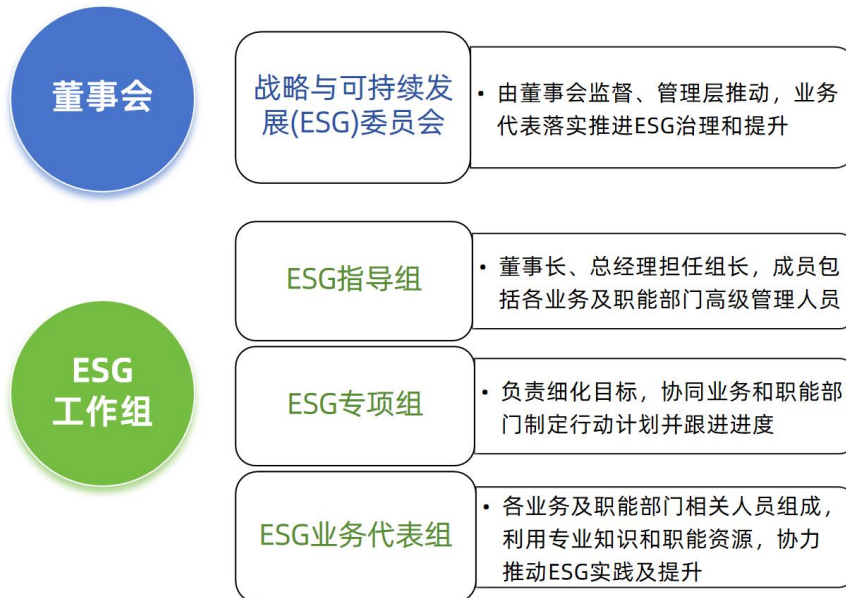 董事会
战略与可持续发
展(ESG)委员会
• 由董事会监督、管理层推动，业务
代表落实推进ESG治理和提升
ESG
工作组
ESG指导组
• 董事长、总经理担任组长，成员包
括各业务及职能部门高级管理人员
ESG专项组
• 负责细化目标，协同业务和职能部
门制定行动计划并跟进进度
ESG业务代表组
• 各业务及职能部门相关人员组成，
利用专业知识和职能资源，协力
推动ESG实践及提升